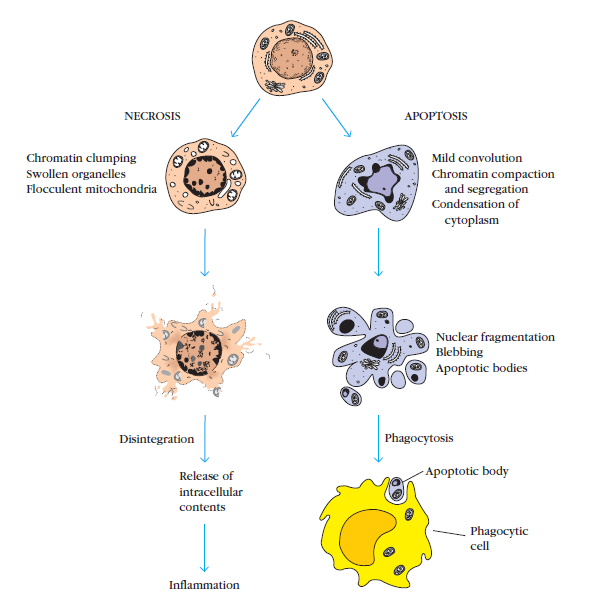 NECROSIS
APOPTOSIS
Chromatin clumping
Swollen organelles
Flocculent mitochondria
Mild convolution
Chromatin compaction
and segregation
Condensation of
cytoplasm
Nuclear fragmentation
Blebbing
Apoptotic bodies
Disintegration
Phagocytosis
Release of
intracellular
contents
Apoptotic body
Phagocytic
cell
Inflammation